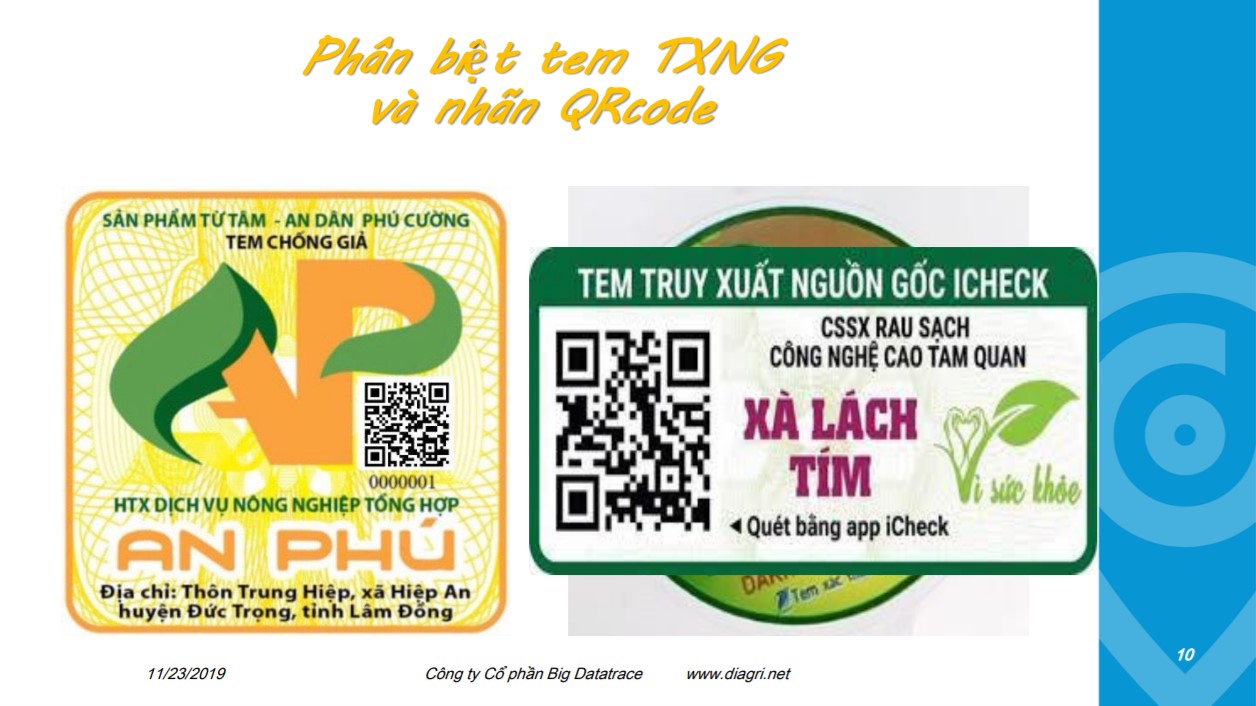 Phân biệt tem TXNG
và nhãn QRcode
SẢN PHẨM TỪ TÂM - AN DÂN PHÚ CƯỜNG
TEM CHỐNG GIẢ
0000001
HTX DỊCH VỤ NÔNG NGHIỆP TỔNG HỢP
AN PHÚ
Địa chỉ: Thôn Trung Hiệp, xã Hiệp An
huyện Đức Trọng, tỉnh Lâm Đồng
TEM TRUY XUẤT NGUỒN GỐC ICHECK
CSSX RAU SẠCH
CÔNG NGHỆ CAO TAM QUAN
XÀ LÁCH
TÍM
Vì sức khỏe
Quét bằng app iCheck
Tem xác
11/23/2019
Công ty Cổ phần Big Datatrace
www.diagri.net
10